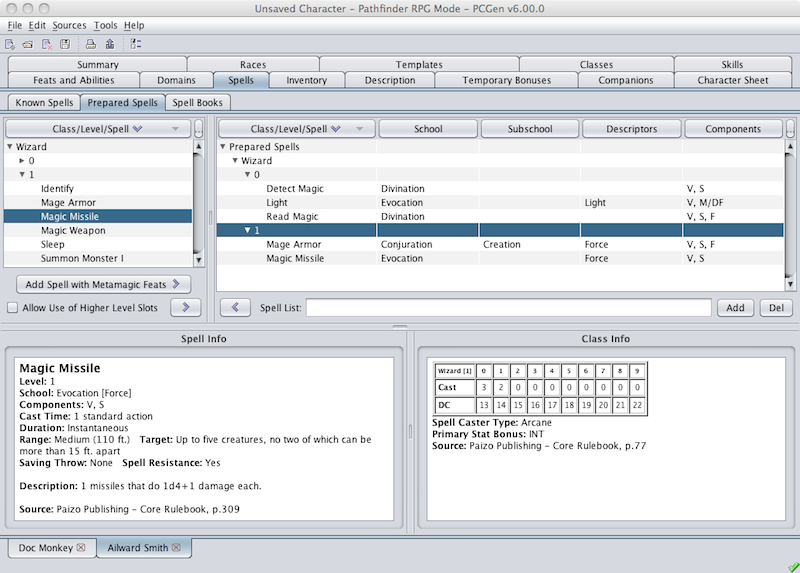 Unsaved Character – Pathfinder RPG Mode – PCGen v6.00.0
File Edit Sources Tools Help
Summary Races Templates Classes Skills
Feats and Abilities Domains Spells Inventory Description Temporary Bonuses Companions Character Sheet
Known Spells Prepared Spells Spell Books
Class/Level/Spell ... Class/Level/Spell School Subschool Descriptors Components ...
Wizard Prepared Spells
0 Wizard
1 0
Identify Detect Magic Divination V, S
Mage Armor Light Evocation Light V, M/DF
Magic Missile Read Magic Divination V, S, F
Magic Weapon 1
Sleep Mage Armor Conjuration Creation Force V, S, F
Summon Monster I Magic Missile Evocation Force V, S
Add Spell with Metamagic Feats
Allow Use of Higher Level Slots Spell List: Add Del
Spell Info
Magic Missile
Level: 1
School: Evocation [Force]
Components: V, S
Cast Time: 1 standard action
Duration: Instantaneous
Range: Medium (110 ft.) Target: Up to five creatures, no two of which can be
more than 15 ft. apart
Saving Throw: None Spell Resistance: Yes
Description: 1 missiles that do 1d4+1 damage each.
Source: Paizo Publishing – Core Rulebook, p.309
Class Info
Wizard [1] 0 1 2 3 4 5 6 7 8 9
Cast 3 2 0 0 0 0 0 0 0 0
DC 13 14 15 16 17 18 19 20 21 22
Spell Caster Type: Arcane
Primary Stat Bonus: INT
Source: Paizo Publishing – Core Rulebook, p.77
Doc Monkey Ailward Smith